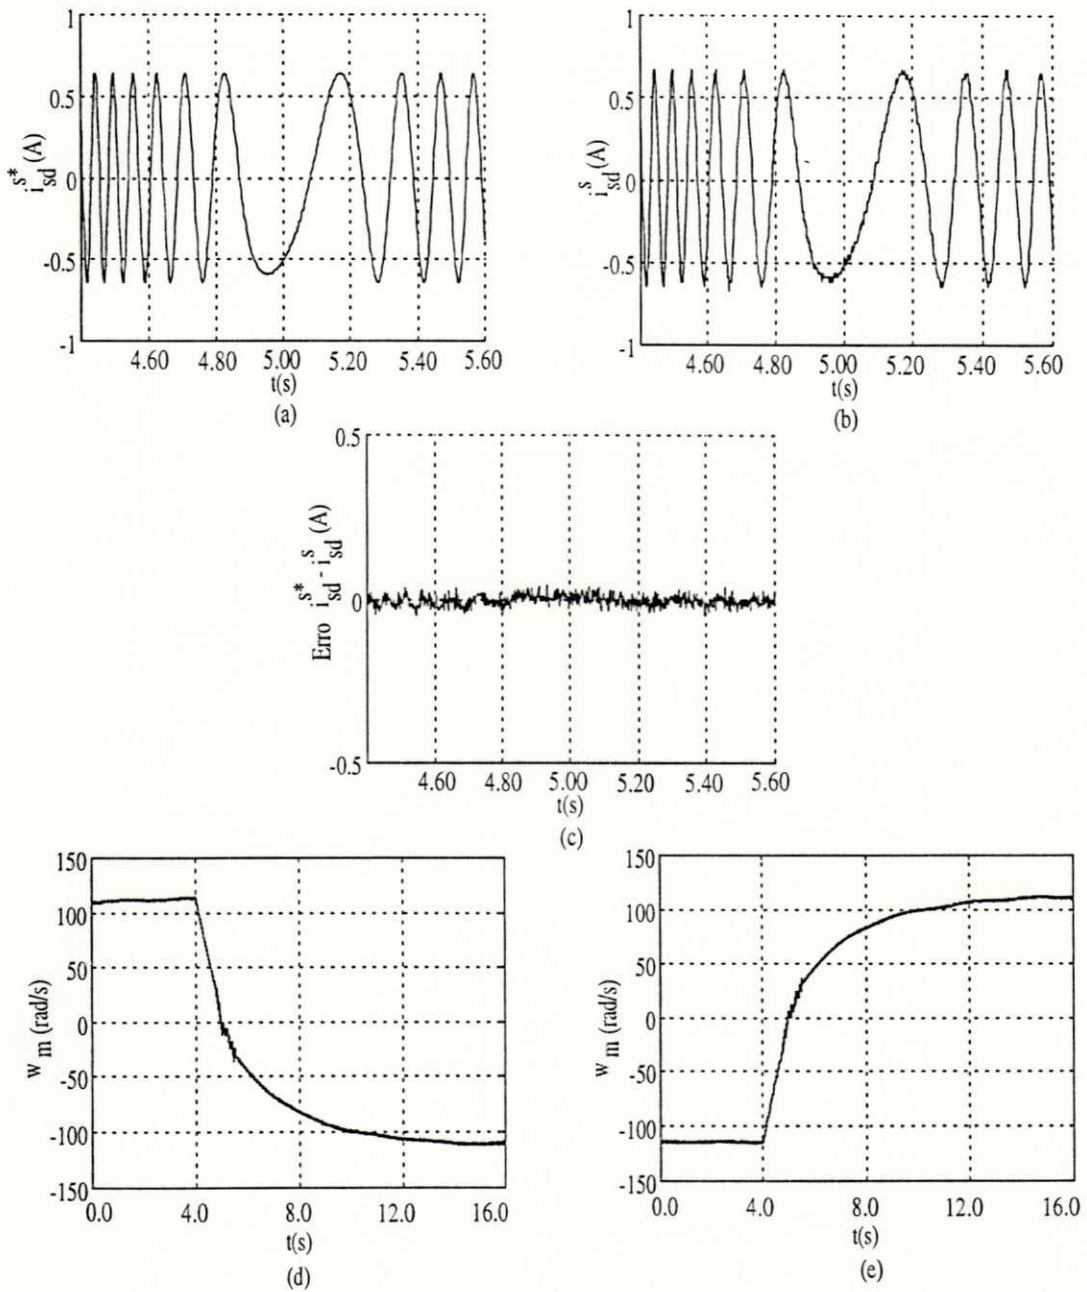 1
0.5
0
-0.5
-1
i_sd^s* (A)
4.60 4.80 5.00 5.20 5.40 5.60
t(s)
(a)
1
0.5
0
-0.5
-1
i_sd^s (A)
4.60 4.80 5.00 5.20 5.40 5.60
t(s)
(b)
0.5
0
-0.5
Erro i_sd^s* - i_sd^s (A)
4.60 4.80 5.00 5.20 5.40 5.60
t(s)
(c)
150
100
50
0
-50
-100
-150
w_m (rad/s)
0.0 4.0 8.0 12.0 16.0
t(s)
(d)
150
100
50
0
-50
-100
-150
w_m (rad/s)
0.0 4.0 8.0 12.0 16.0
t(s)
(e)